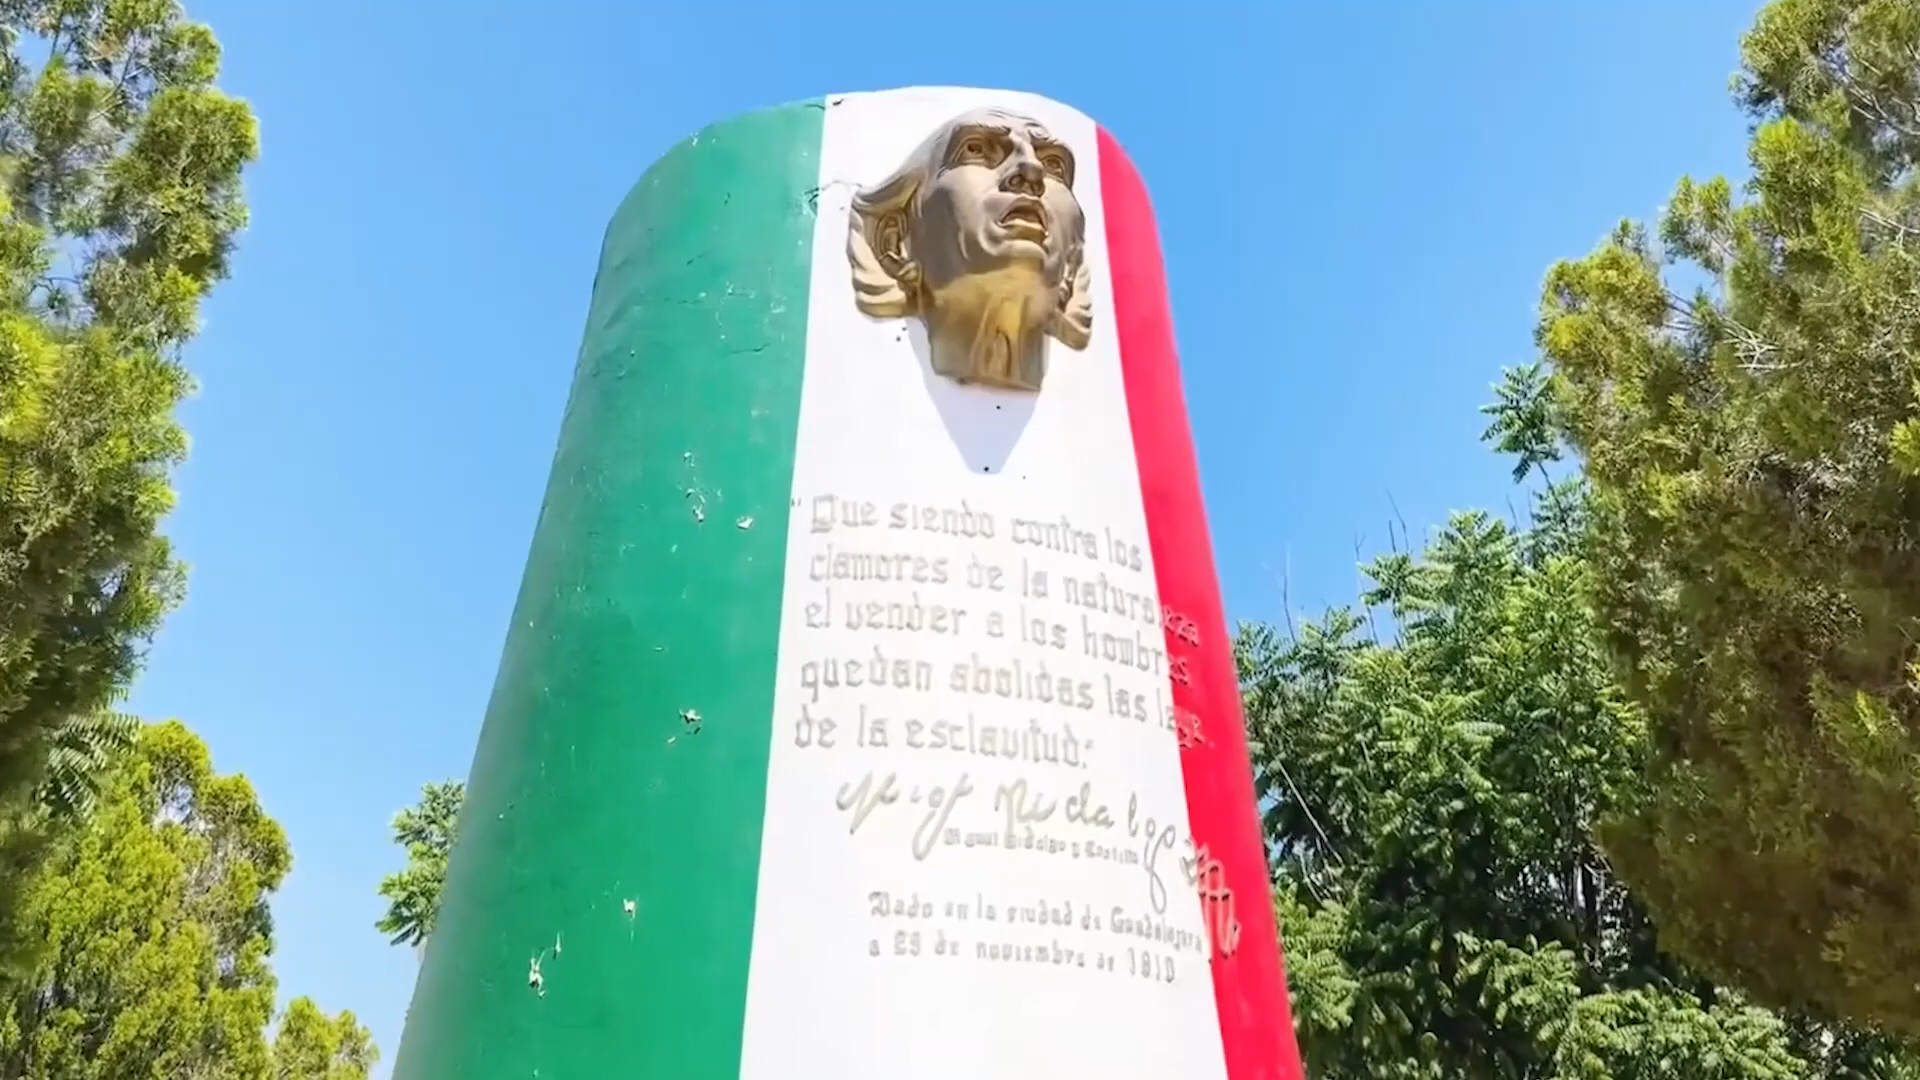 "Que siendo contra los
clamores de la naturaleza
el vender a los hombres,
quedan abolidas las leyes
de la esclavitud:
Miguel Hidalgo y Costilla
Dado en la ciudad de Guadalajara
a 29 de noviembre de 1810